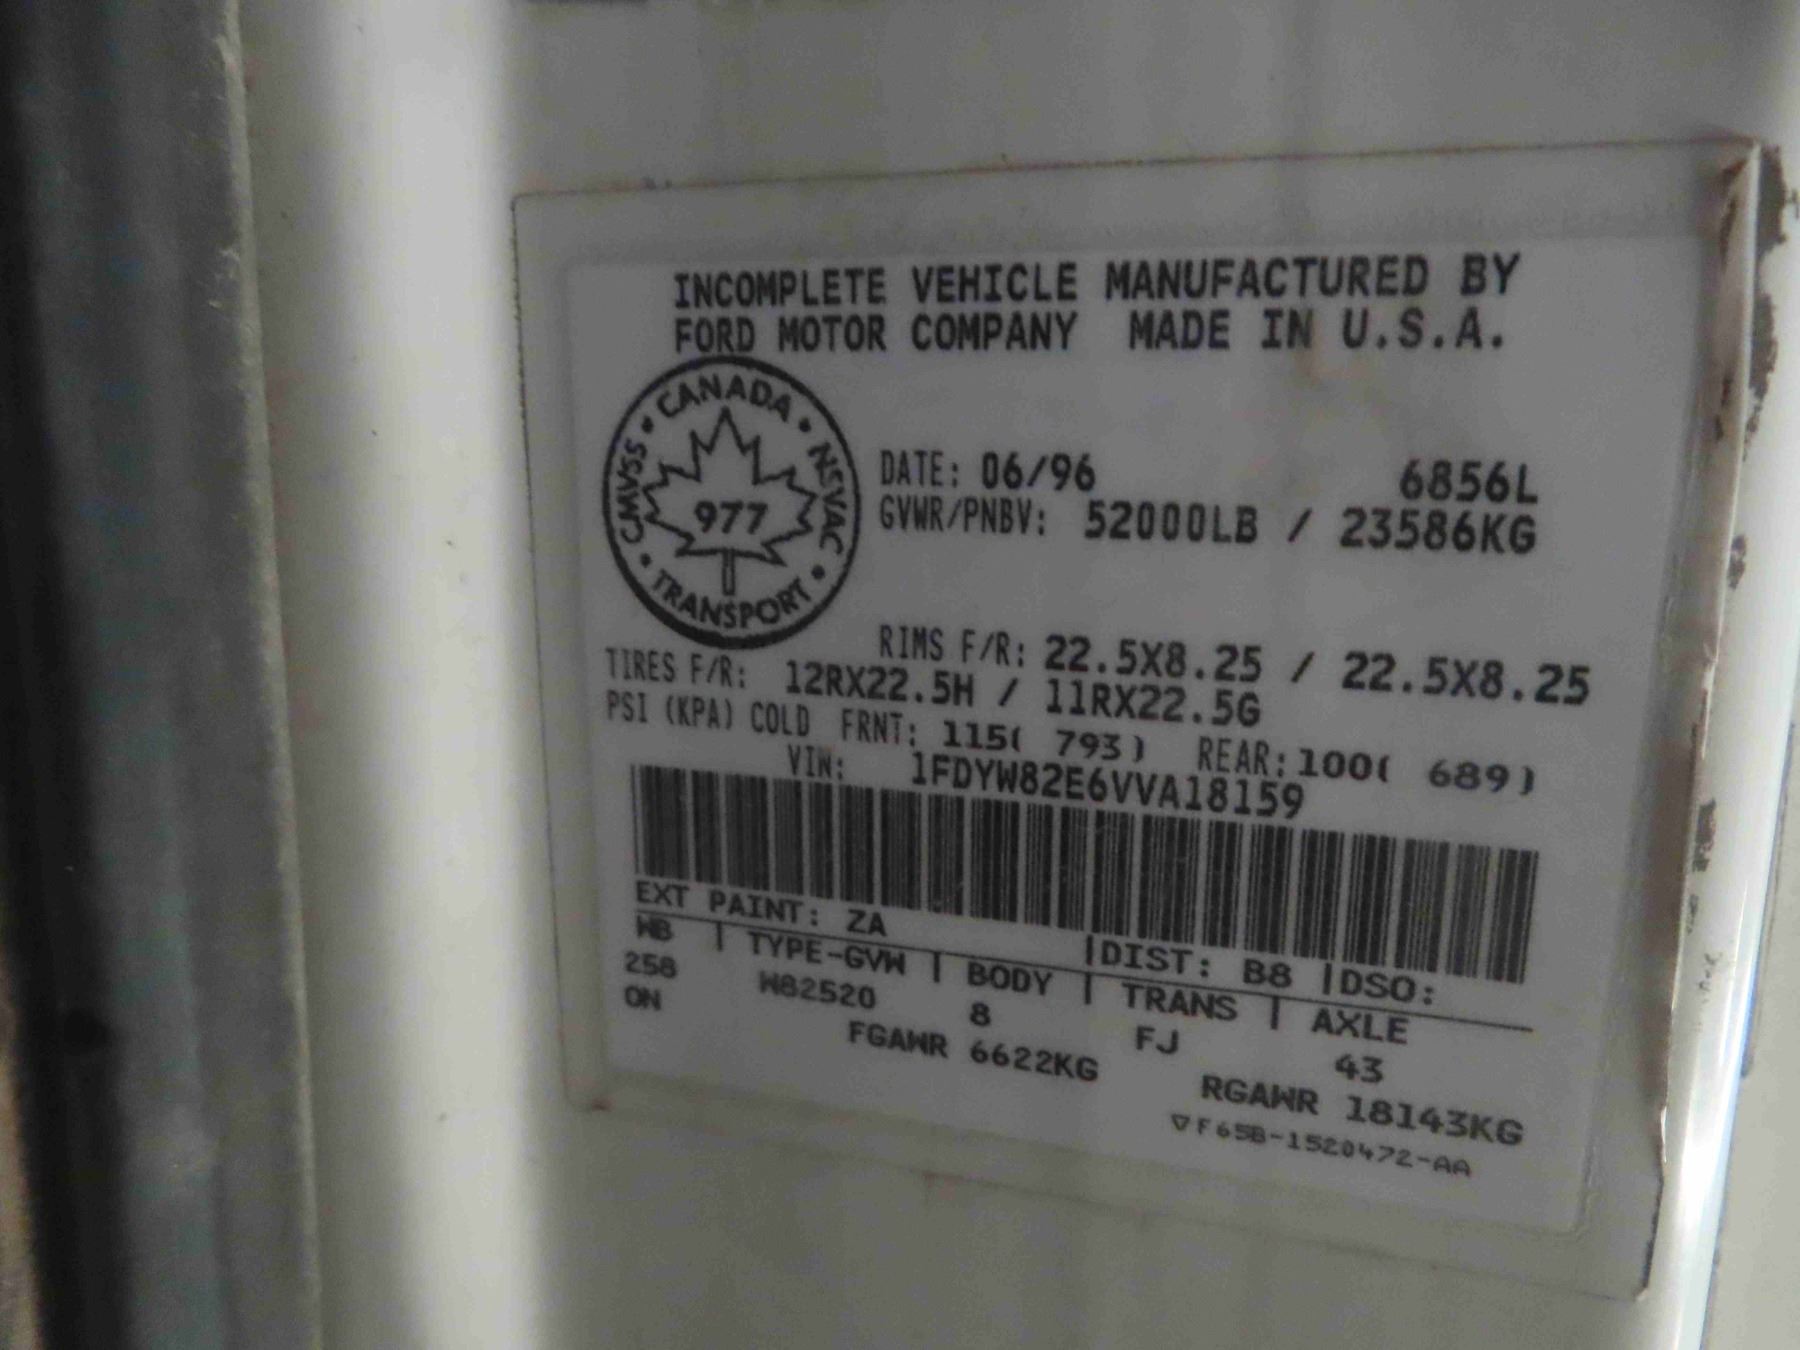 INCOMPLETE VEHICLE MANUFACTURED BY
FORD MOTOR COMPANY MADE IN U.S.A.
CANADA • NSVAC • TRANSPORT • CMVSS •
977
DATE: 06/96 6856L
GVWR/PNBV: 52000LB / 23586KG
RIMS F/R: 22.5X8.25 / 22.5X8.25
TIRES F/R: 12RX22.5H / 11RX22.5G
PSI (KPA) COLD FRNT: 115( 793) REAR: 100( 689)
VIN: 1FDYW82E6VVA18159
EXT PAINT: ZA |DIST: B8 |DSO:
WB | TYPE-GVW | BODY | TRANS | AXLE
258 W82520 8 FJ 43
ON FGAWR 6622KG RGAWR 18143KG
▽F65B-1520472-AA